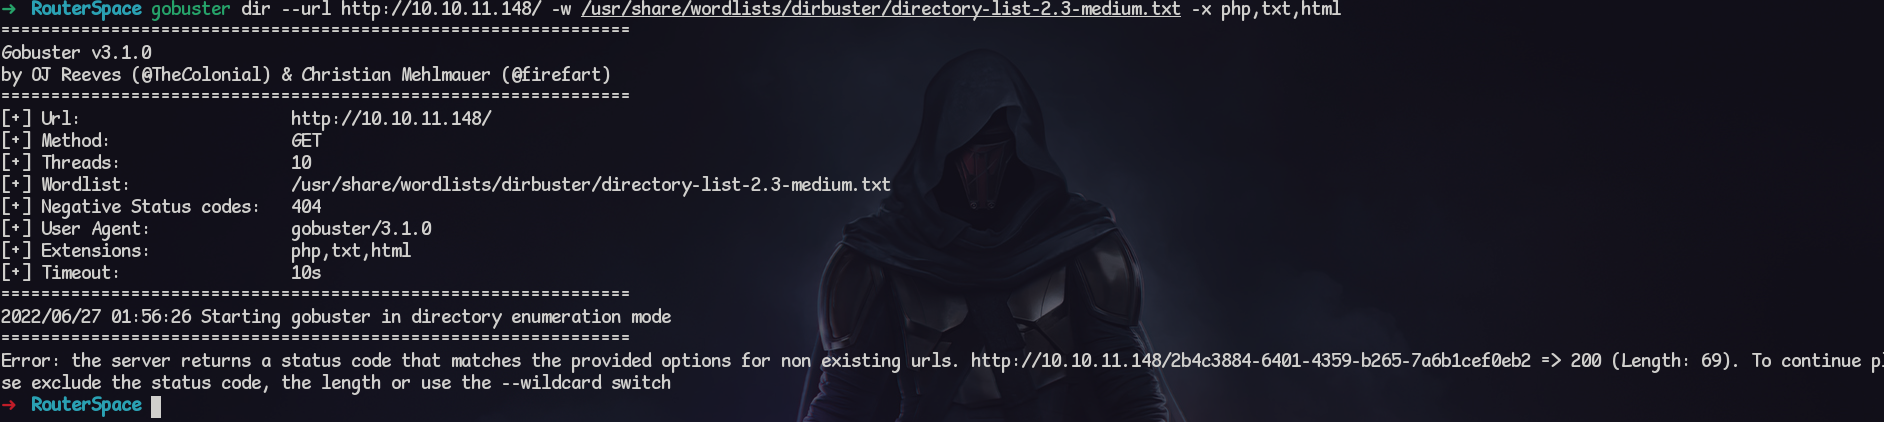 → RouterSpace gobuster dir --url http://10.10.11.148/ -w /usr/share/wordlists/dirbuster/directory-list-2.3-medium.txt -x php,txt,html
===============================================================
Gobuster v3.1.0
by OJ Reeves (@TheColonial) & Christian Mehlmauer (@firefart)
===============================================================
[+] Url:                     http://10.10.11.148/
[+] Method:                  GET
[+] Threads:                 10
[+] Wordlist:                /usr/share/wordlists/dirbuster/directory-list-2.3-medium.txt
[+] Negative Status codes:   404
[+] User Agent:              gobuster/3.1.0
[+] Extensions:              php,txt,html
[+] Timeout:                 10s
===============================================================
2022/06/27 01:56:26 Starting gobuster in directory enumeration mode
===============================================================
Error: the server returns a status code that matches the provided options for non existing urls. http://10.10.11.148/2b4c3884-6401-4359-b265-7a6b1cef0eb2 => 200 (Length: 69). To continue pl
se exclude the status code, the length or use the --wildcard switch
→ RouterSpace